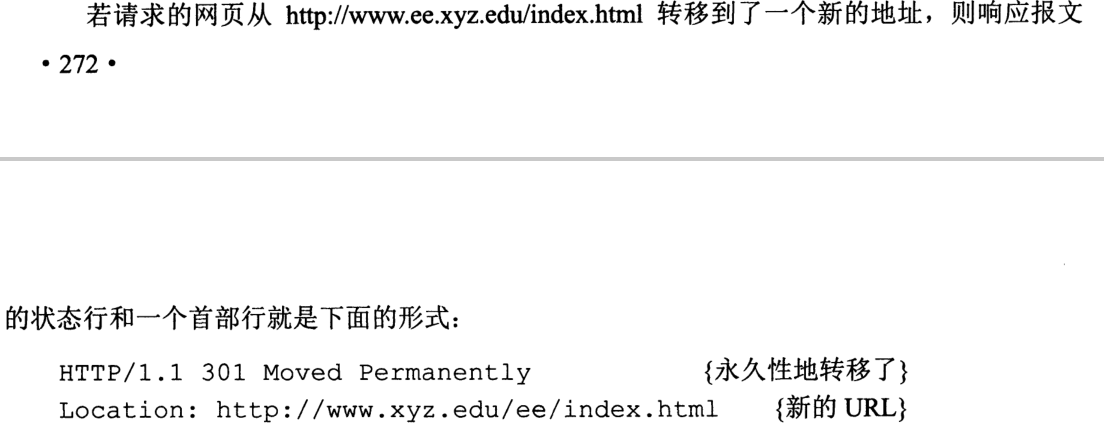 若请求的网页从 http://www.ee.xyz.edu/index.html 转移到了一个新的地址，则响应报文
• 272 •
的状态行和一个首部行就是下面的形式：
HTTP/1.1 301 Moved Permanently {永久性地转移了}
Location: http://www.xyz.edu/ee/index.html {新的 URL}